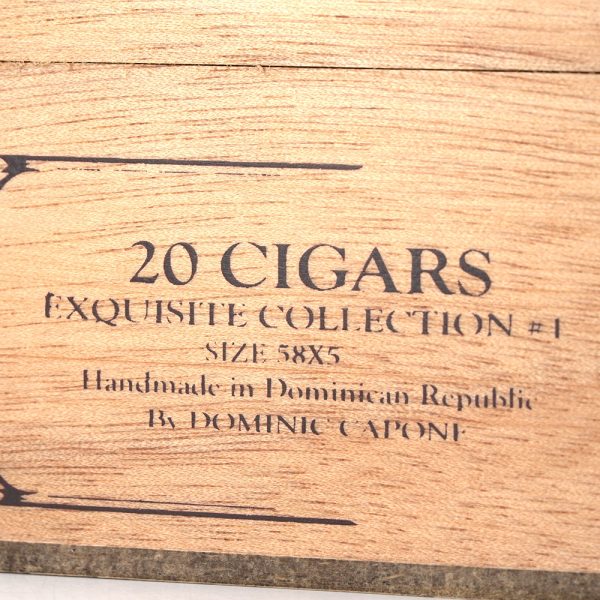 20 CIGARS
EXQUISITE COLLECTION #1
SIZE 58X5
Handmade in Dominican Republic
By DOMINIC CAPONE